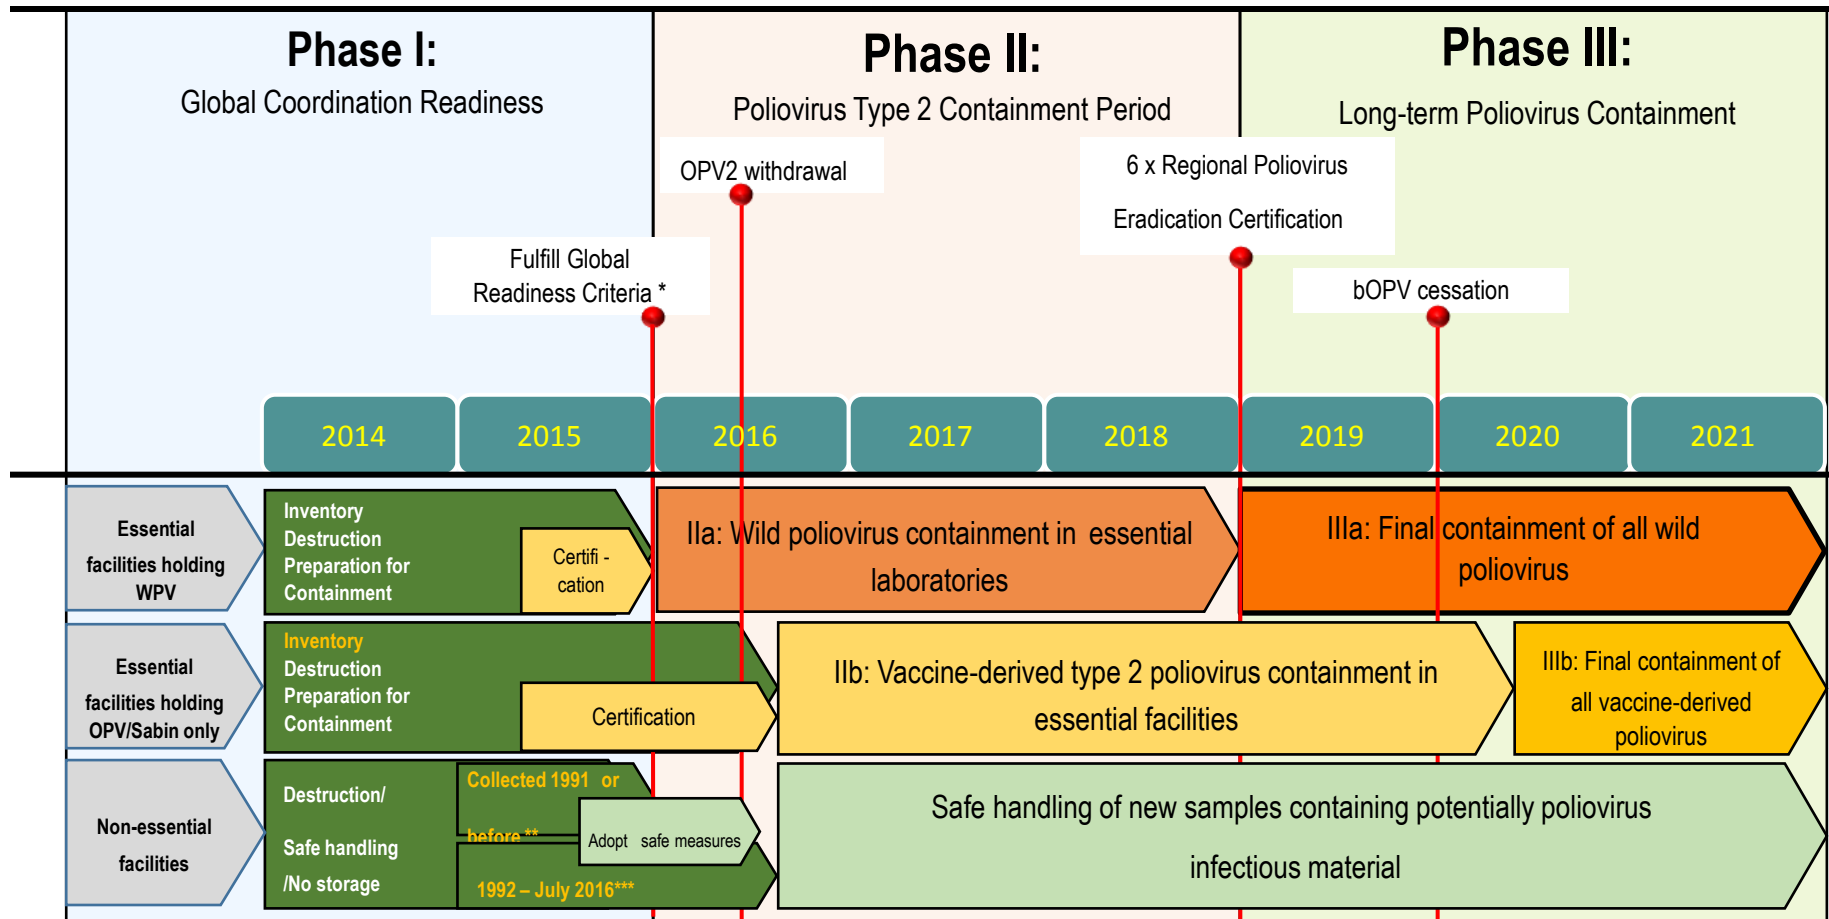 Phase I:
Global Coordination Readiness
Phase II:
Poliovirus Type 2 Containment Period
Phase III:
Long-term Poliovirus Containment
OPV2 withdrawal
6 x Regional Poliovirus
Eradication Certification
Fulfill Global
Readiness Criteria *
bOPV cessation
2014
2015
2016
2017
2018
2019
2020
2021
Essential
facilities holding
WPV
Inventory
Destruction
Preparation for
Containment
Certifi -
cation
IIa: Wild poliovirus containment in essential
laboratories
IIIa: Final containment of all wild
poliovirus
Essential
facilities holding
OPV/Sabin only
Inventory
Destruction
Preparation for
Containment
Certification
IIb: Vaccine-derived type 2 poliovirus containment in
essential facilities
IIIb: Final containment of
all vaccine-derived
poliovirus
Non-essential
facilities
Destruction/
Safe handling
/No storage
Collected 1991 or
before **
Adopt safe measures
1992 – July 2016***
Safe handling of new samples containing potentially poliovirus
infectious material